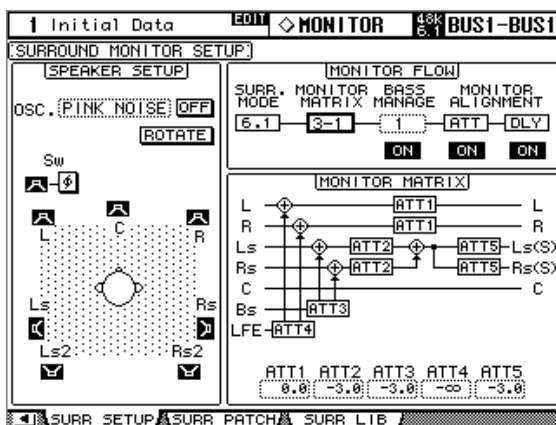 1 Initial Data EDIT ◇MONITOR 48k 6.1 BUS1-BUS1
SURROUND MONITOR SETUP
SPEAKER SETUP
OSC. PINK NOISE OFF
ROTATE
Sw
ϕ
L C R
Ls Rs
Ls2 Rs2
MONITOR FLOW
SURR. MODE MONITOR MATRIX BASS MANAGE MONITOR ALIGNMENT
6.1 3-1 1 ATT DLY
ON ON ON
MONITOR MATRIX
L ATT1 L
R ATT1 R
Ls ATT2 ATT5 Ls(S)
Rs ATT2 ATT5 Rs(S)
C C
Bs ATT3
LFE ATT4
ATT1 ATT2 ATT3 ATT4 ATT5
0.0 -3.0 -3.0 -∞ -3.0
SURR SETUP SURR PATCH SURR LIB